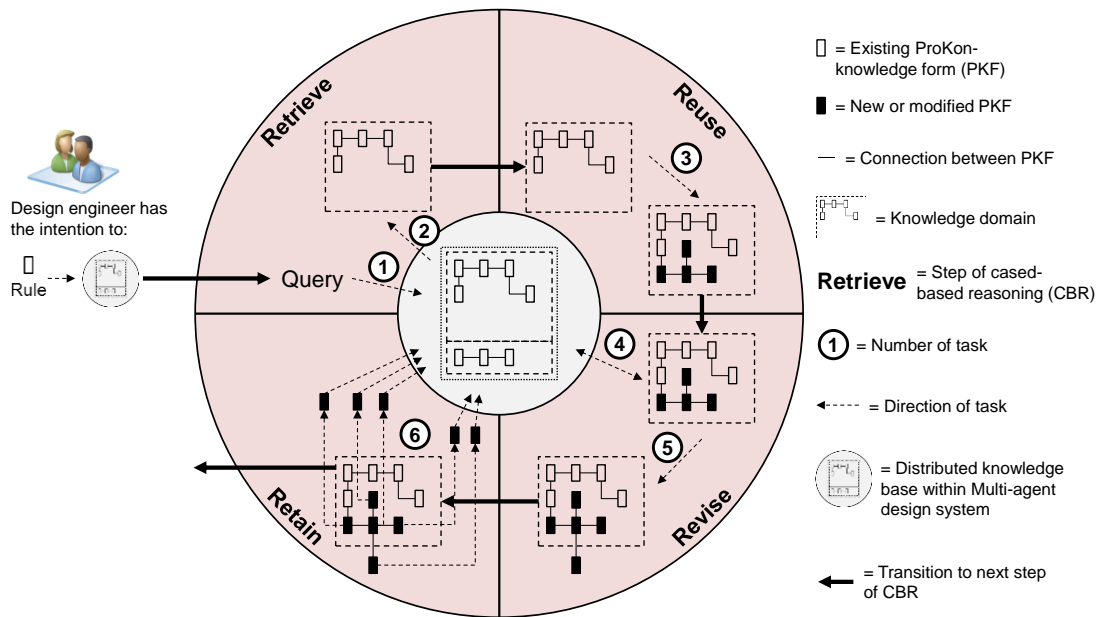 Design engineer has
the intention to:
Rule
Query
Retrieve
Reuse
Revise
Retain
1
2
3
4
5
6
= Existing ProKon-
knowledge form (PKF)
= New or modified PKF
= Connection between PKF
= Knowledge domain
Retrieve = Step of cased-
based reasoning (CBR)
1 = Number of task
= Direction of task
= Distributed knowledge
base within Multi-agent
design system
= Transition to next step
of CBR